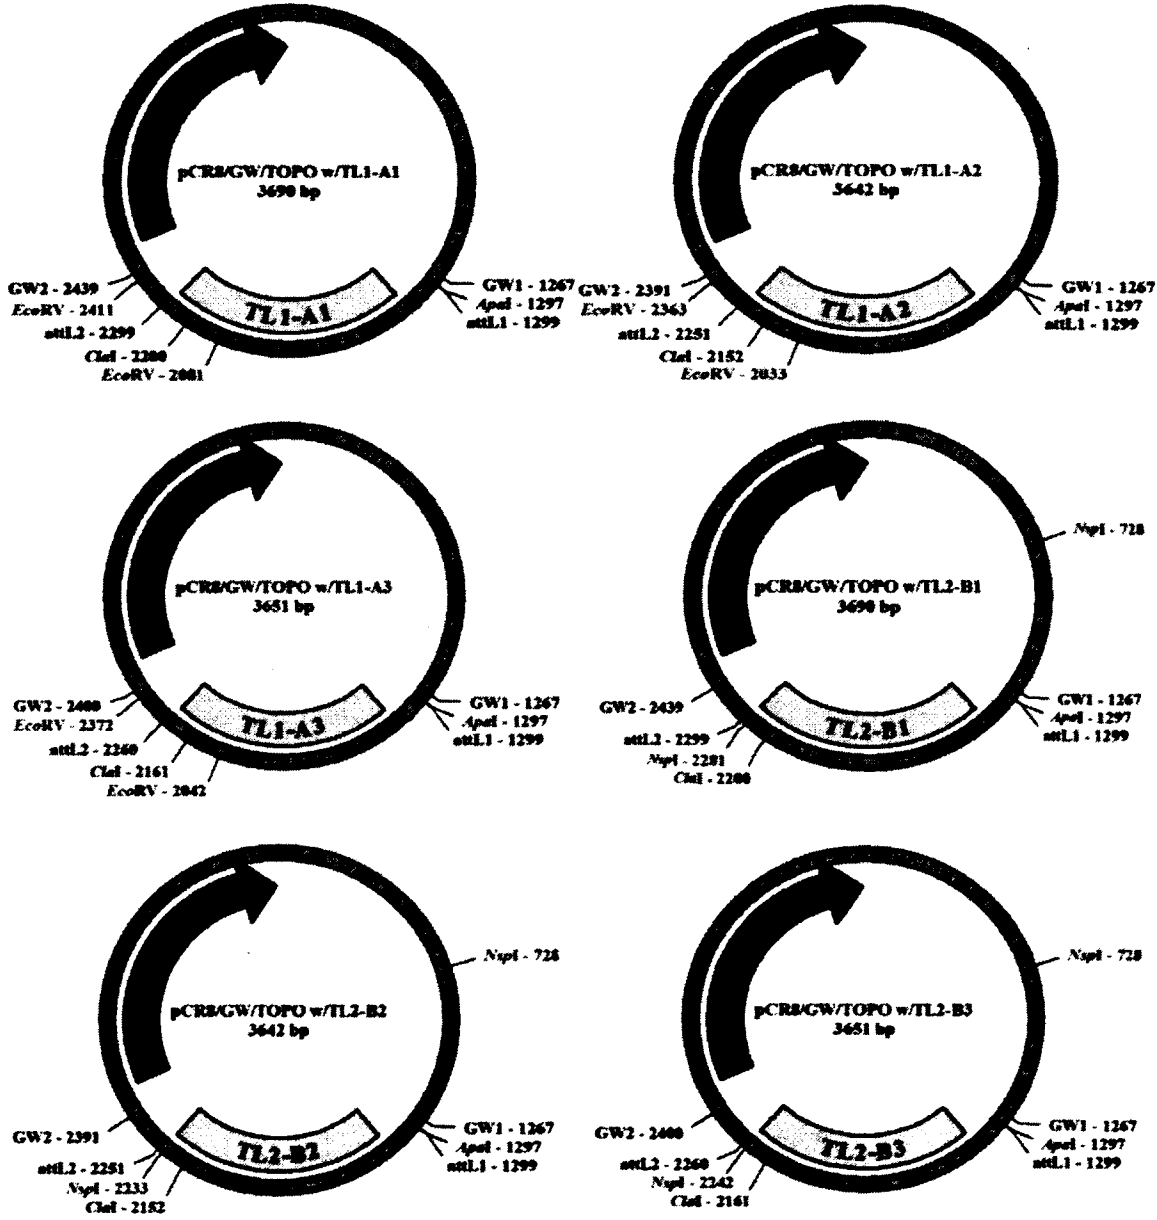 pCR8/GW/TOPO w/TL1-A1
3690 bp
GW2 - 2439
EcoRV - 2411
attL2 - 2299
ClaI - 2200
EcoRV - 2081
TL1-A1
GW1 - 1267
ApaI - 1297
attL1 - 1299
pCR8/GW/TOPO w/TL1-A2
3642 bp
GW2 - 2391
EcoRV - 2363
attL2 - 2251
ClaI - 2152
EcoRV - 2033
TL1-A2
GW1 - 1267
ApaI - 1297
attL1 - 1299
pCR8/GW/TOPO w/TL1-A3
3651 bp
GW2 - 2400
EcoRV - 2372
attL2 - 2260
ClaI - 2161
EcoRV - 2042
TL1-A3
GW1 - 1267
ApaI - 1297
attL1 - 1299
pCR8/GW/TOPO w/TL2-B1
3690 bp
NspI - 728
GW2 - 2439
attL2 - 2299
NspI - 2281
ClaI - 2200
TL2-B1
GW1 - 1267
ApaI - 1297
attL1 - 1299
pCR8/GW/TOPO w/TL2-B2
3642 bp
NspI - 728
GW2 - 2391
attL2 - 2251
NspI - 2233
ClaI - 2152
TL2-B2
GW1 - 1267
ApaI - 1297
attL1 - 1299
pCR8/GW/TOPO w/TL2-B3
3651 bp
NspI - 728
GW2 - 2400
attL2 - 2260
NspI - 2242
ClaI - 2161
TL2-B3
GW1 - 1267
ApaI - 1297
attL1 - 1299